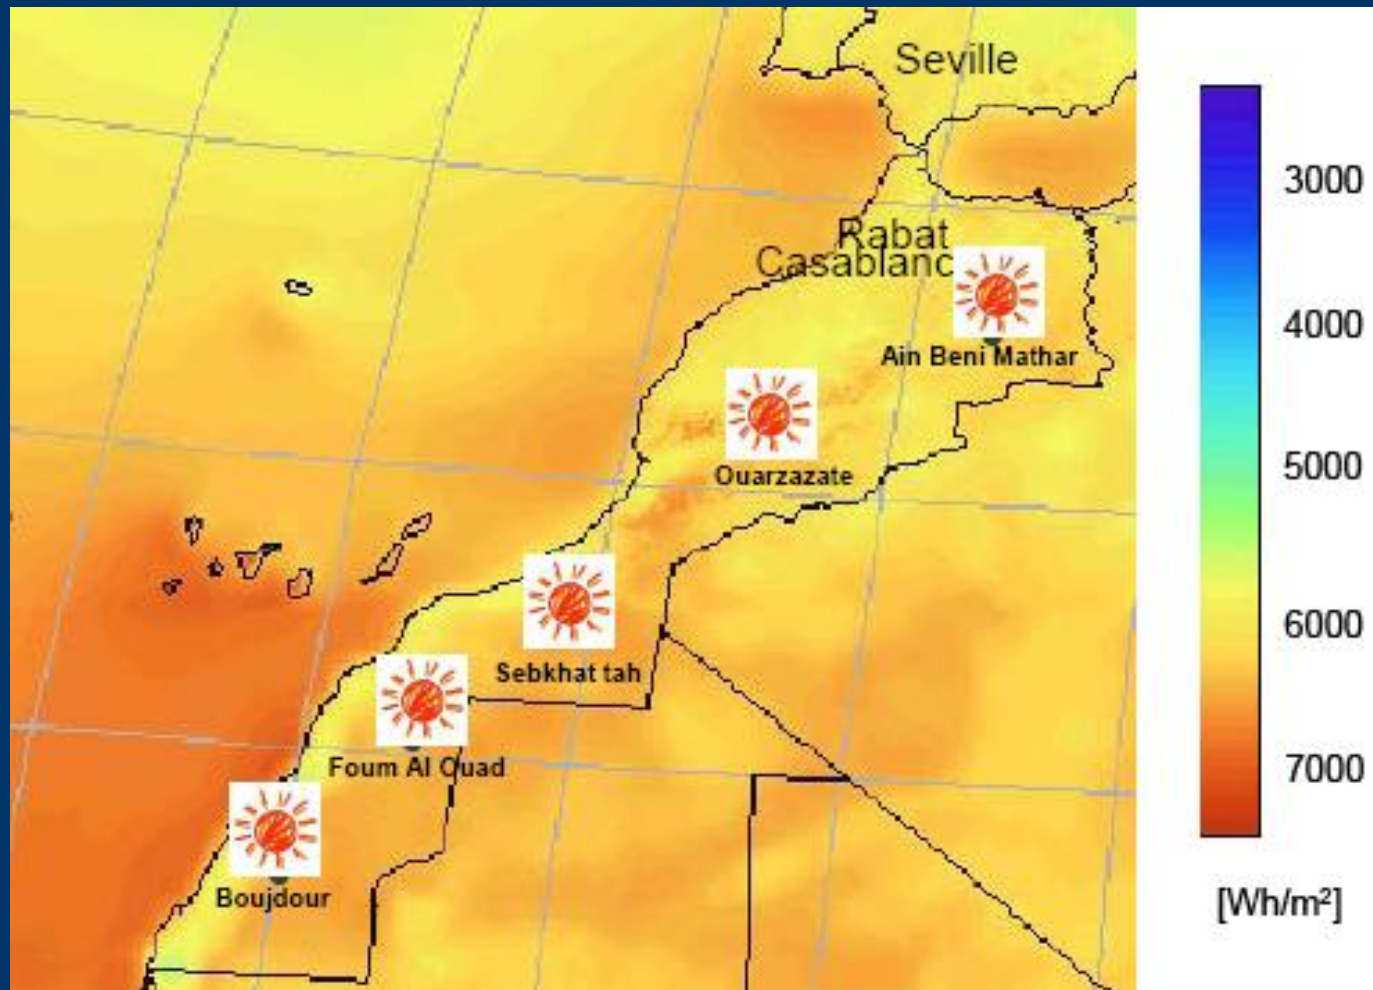 Seville
Rabat
Casablanc
Ain Beni Mathar
Ouarzazate
Sebkhat tah
Foum Al Ouad
Boujdour
3000
4000
5000
6000
7000
[Wh/m²]